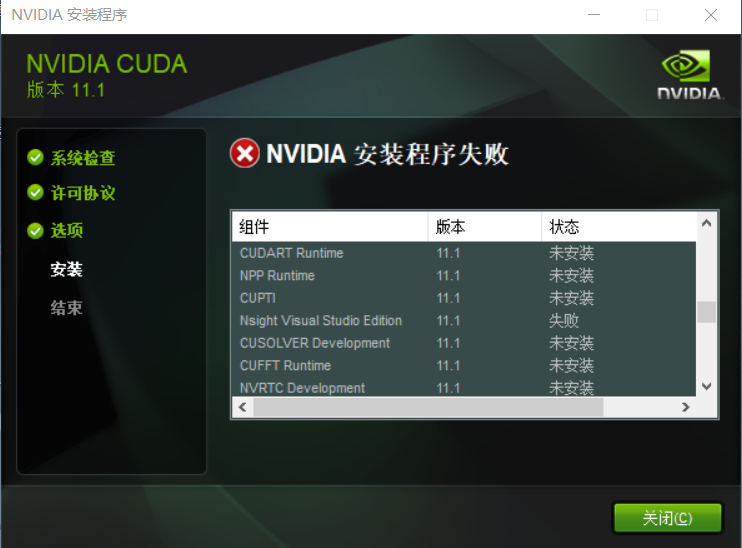 NVIDIA 安装程序
NVIDIA CUDA
版本 11.1
NVIDIA.
系统检查
许可协议
选项
安装
结束
NVIDIA 安装程序失败
组件 版本 状态
CUDART Runtime 11.1 未安装
NPP Runtime 11.1 未安装
CUPTI 11.1 未安装
Nsight Visual Studio Edition 11.1 失败
CUSOLVER Development 11.1 未安装
CUFFT Runtime 11.1 未安装
NVRTC Development 11.1 未安装
关闭(C)